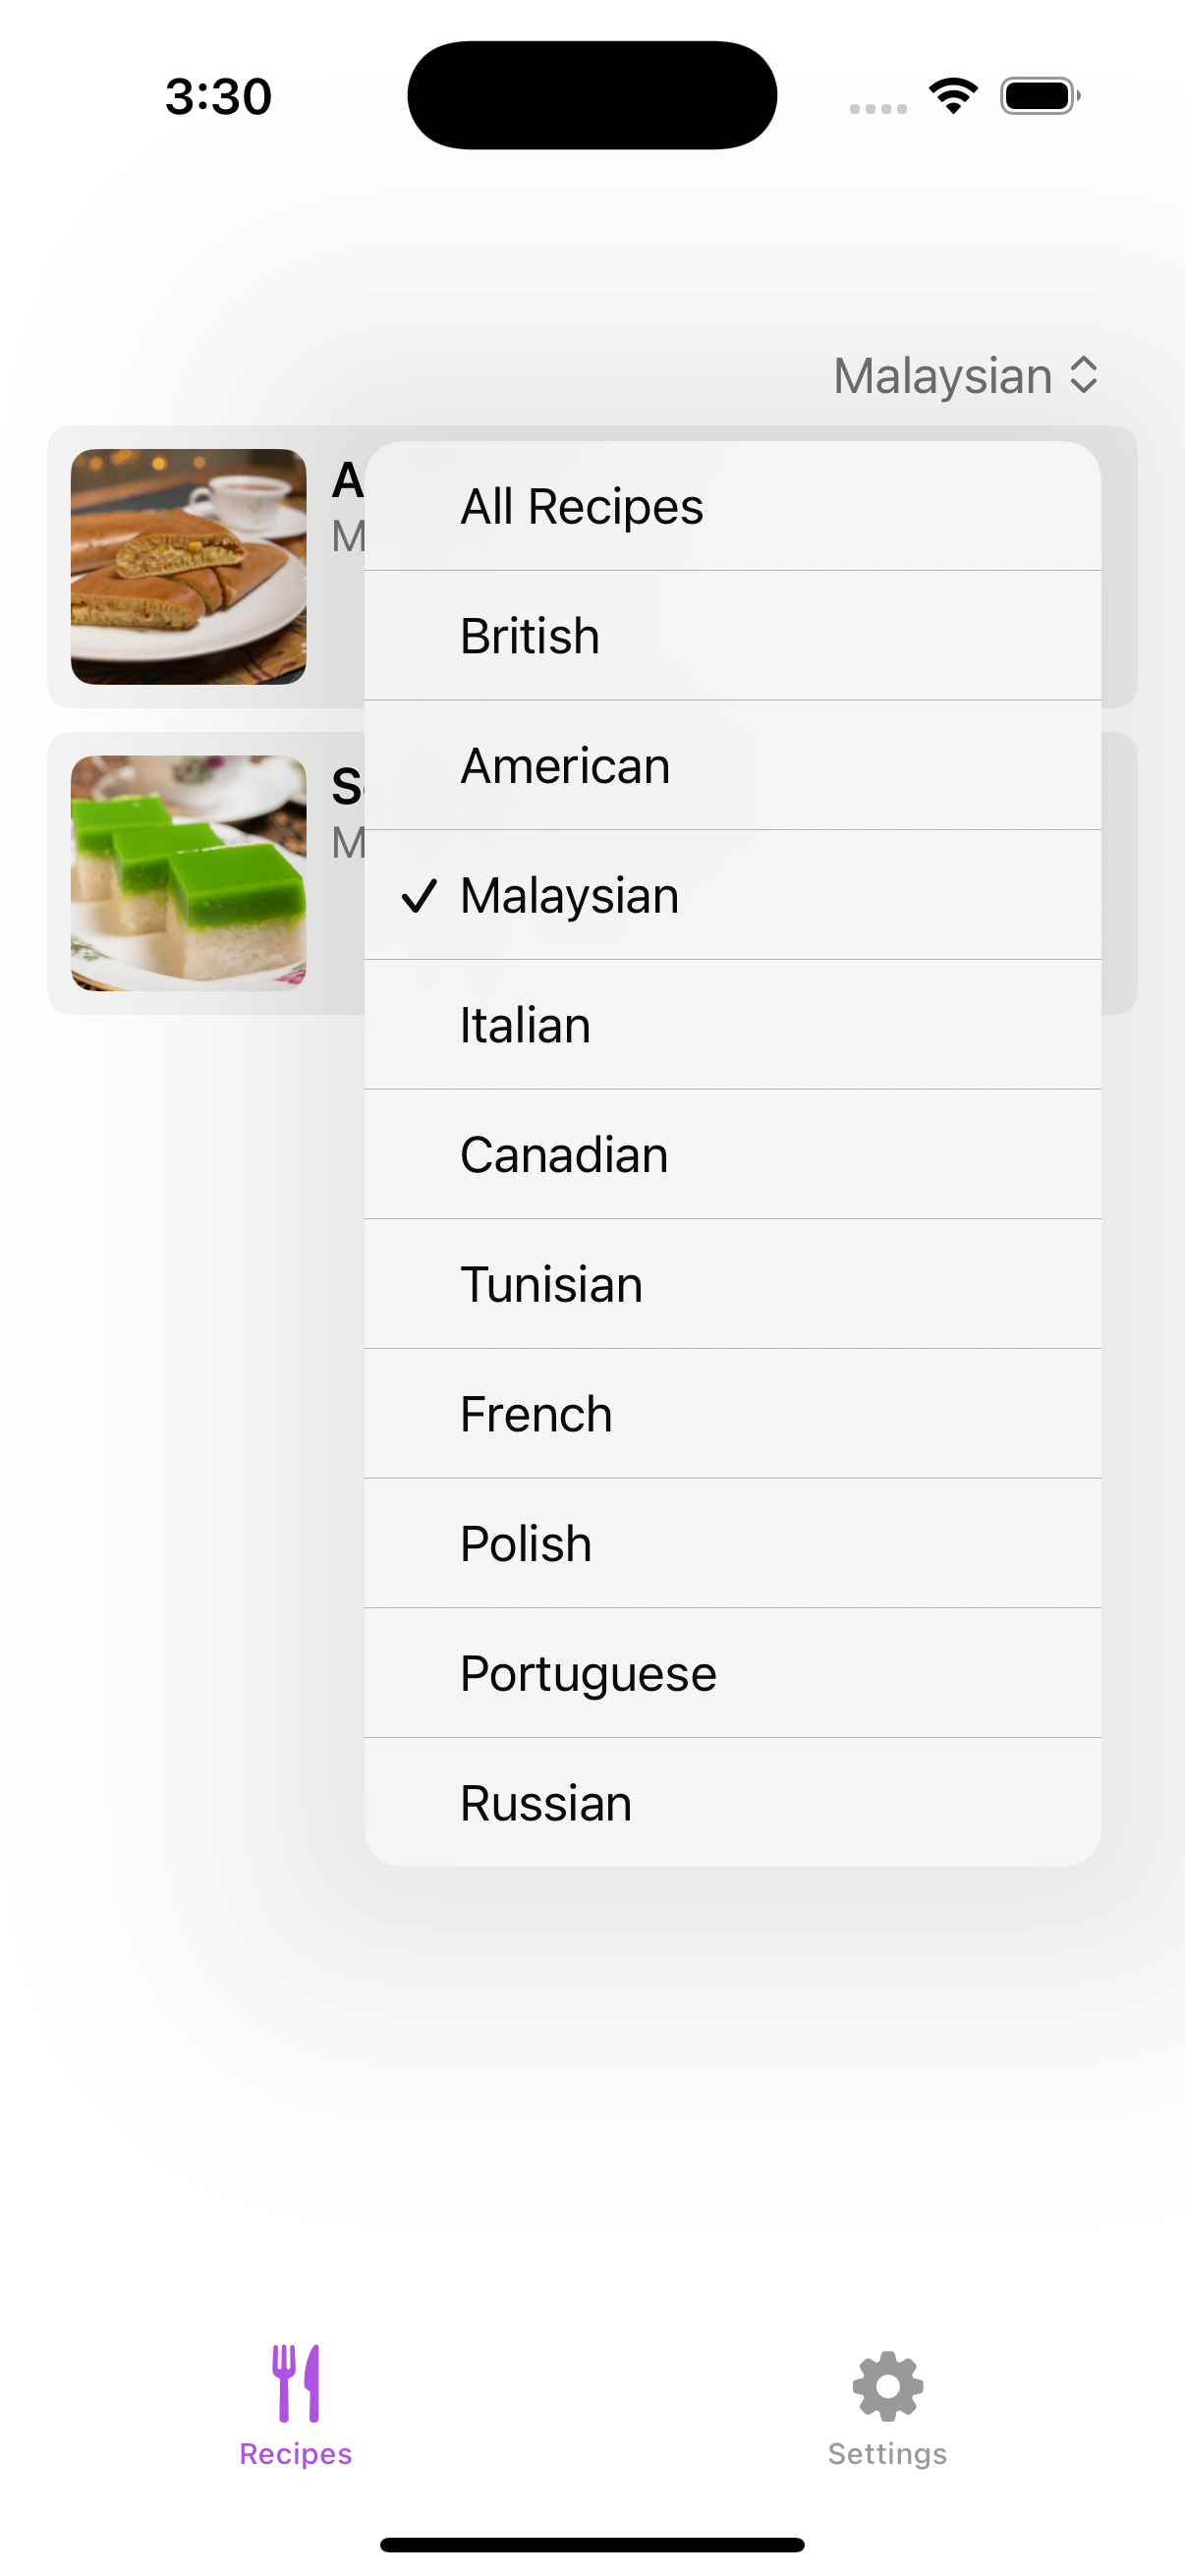 3:30
Malaysian
All Recipes
British
American
Malaysian
Italian
Canadian
Tunisian
French
Polish
Portuguese
Russian
Recipes
Settings